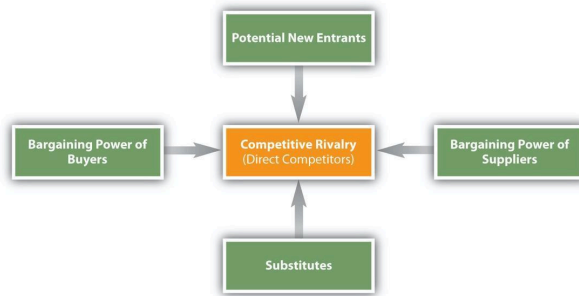 Potential New Entrants
Bargaining Power of
Buyers
Competitive Rivalry
(Direct Competitors)
Bargaining Power of
Suppliers
Substitutes